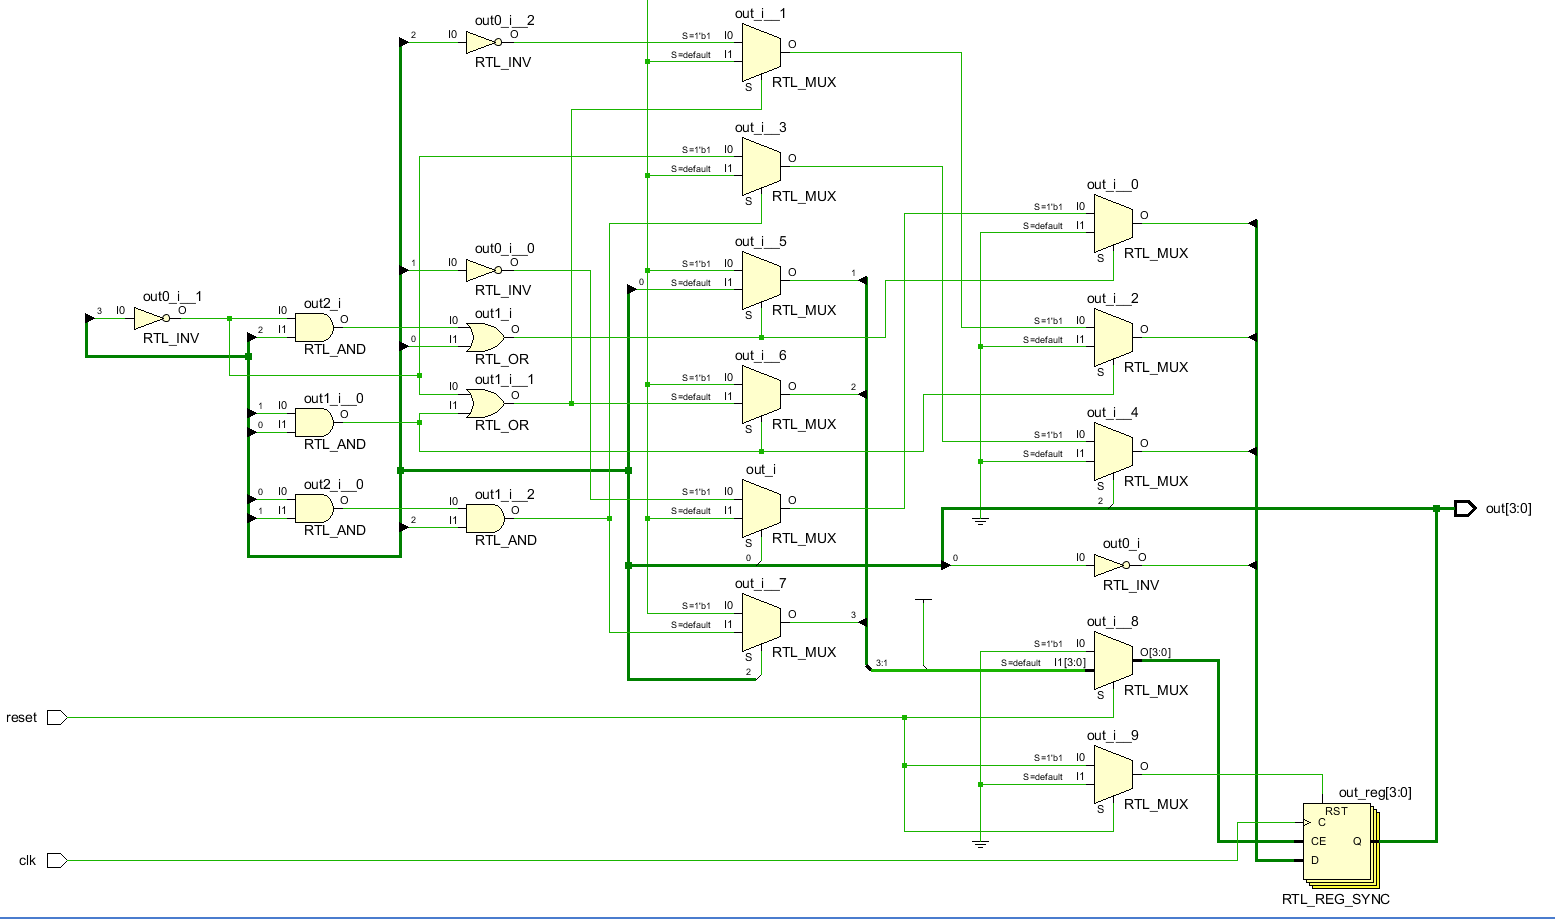 out_i__1
out0_i__2
2 I0 O RTL_INV
S=1'b1 I0 O
S=default I1
S RTL_MUX
out_i__3
S=1'b1 I0 O
S=default I1
S RTL_MUX
out_i__0
S=1'b1 I0 O
S=default I1
S RTL_MUX
out0_i__0
1 I0 O RTL_INV
out_i__5
S=1'b1 I0 O 1
0 S=default I1
S RTL_MUX
out0_i__1
3 I0 O RTL_INV
out2_i
I0 O
2 I1
RTL_AND
out1_i
I0 O
0 I1
RTL_OR
out_i__2
S=1'b1 I0 O
S=default I1
S RTL_MUX
out_i__6
S=1'b1 I0 O 2
S=default I1
S RTL_MUX
out1_i__1
I0 O
I1
RTL_OR
out1_i__0
1 I0 O
0 I1
RTL_AND
out_i__4
S=1'b1 I0 O
S=default I1
S RTL_MUX
2
out_i
S=1'b1 I0 O
S=default I1
S RTL_MUX
0
out2_i__0
0 I0 O
1 I1
RTL_AND
out1_i__2
I0 O
2 I1
RTL_AND
out[3:0]
out0_i
0 I0 O
RTL_INV
out_i__7
S=1'b1 I0 O 3
S=default I1
S RTL_MUX
2
out_i__8
S=1'b1 I0 O[3:0]
3:1 S=default I1[3:0]
S RTL_MUX
reset
out_i__9
S=1'b1 I0 O
S=default I1
S RTL_MUX
out_reg[3:0]
RST
C
CE Q
D
RTL_REG_SYNC
clk